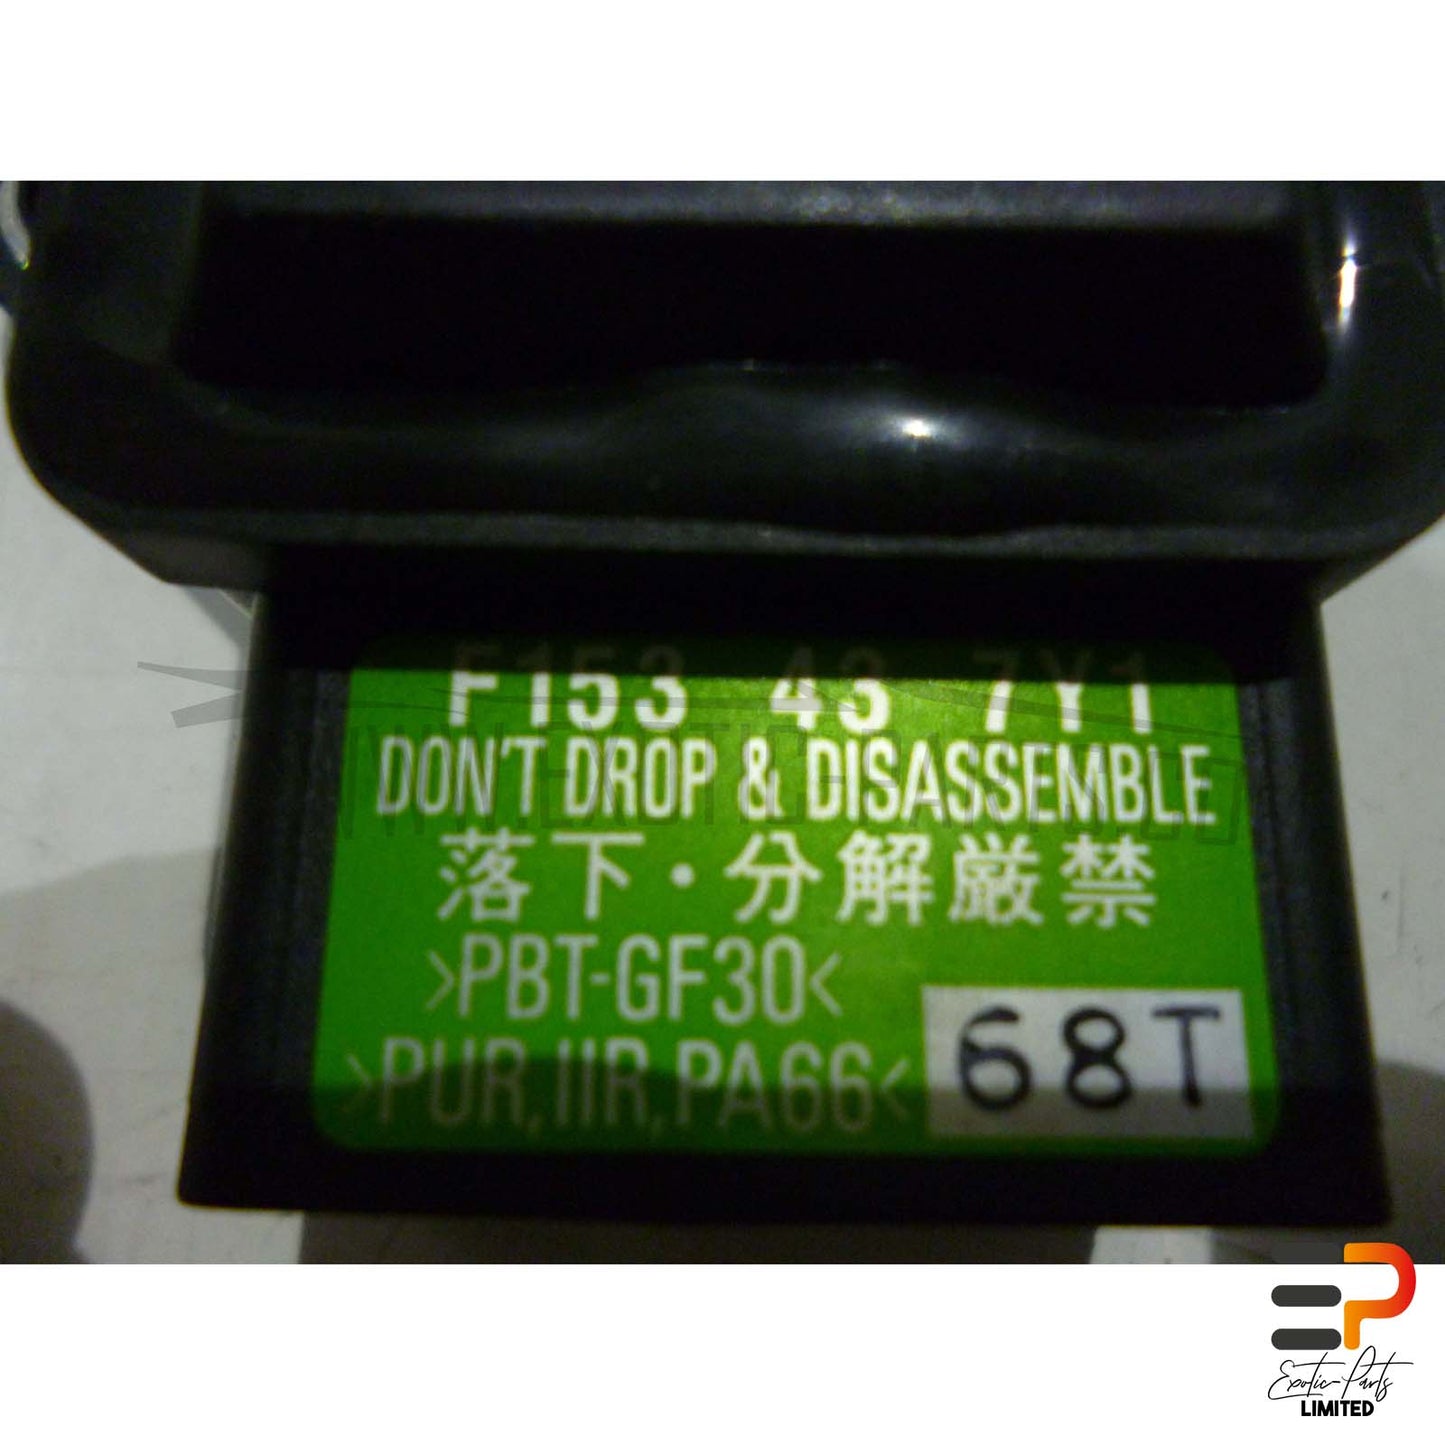 F153 43 7Y1
DON'T DROP & DISASSEMBLE
落下・分解厳禁
>PBT-GF30<
>PUR,IIR,PA66<
68T
EP
Exotic-Parts
LIMITED